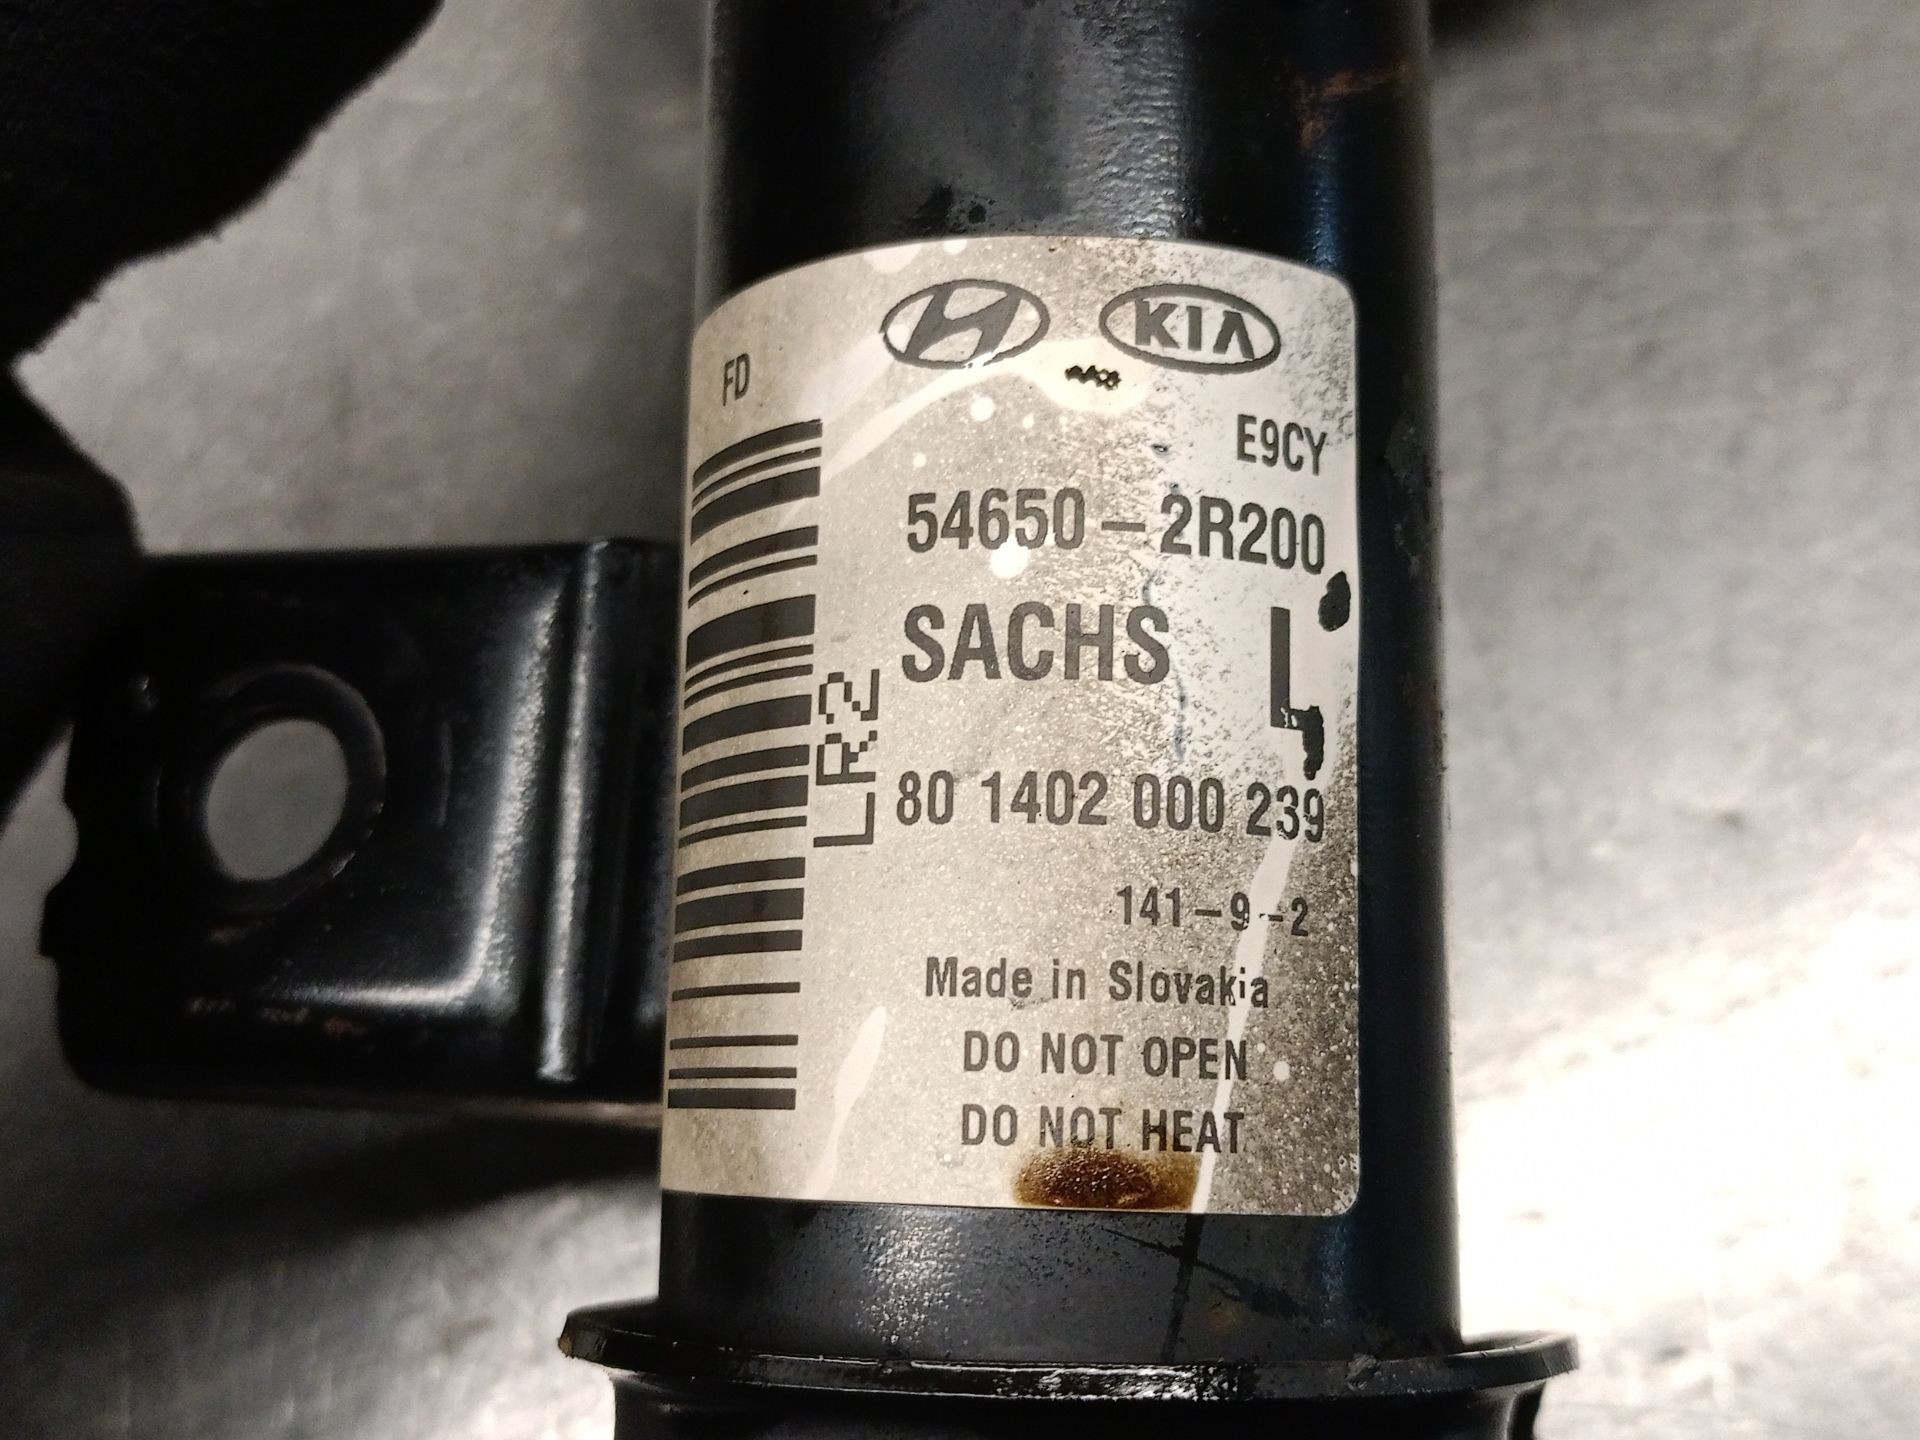 KIA
FD
E9CY
54650-2R200
SACHS L
LR2
80 1402 000 239
141-9-2
Made in Slovakia
DO NOT OPEN
DO NOT HEAT